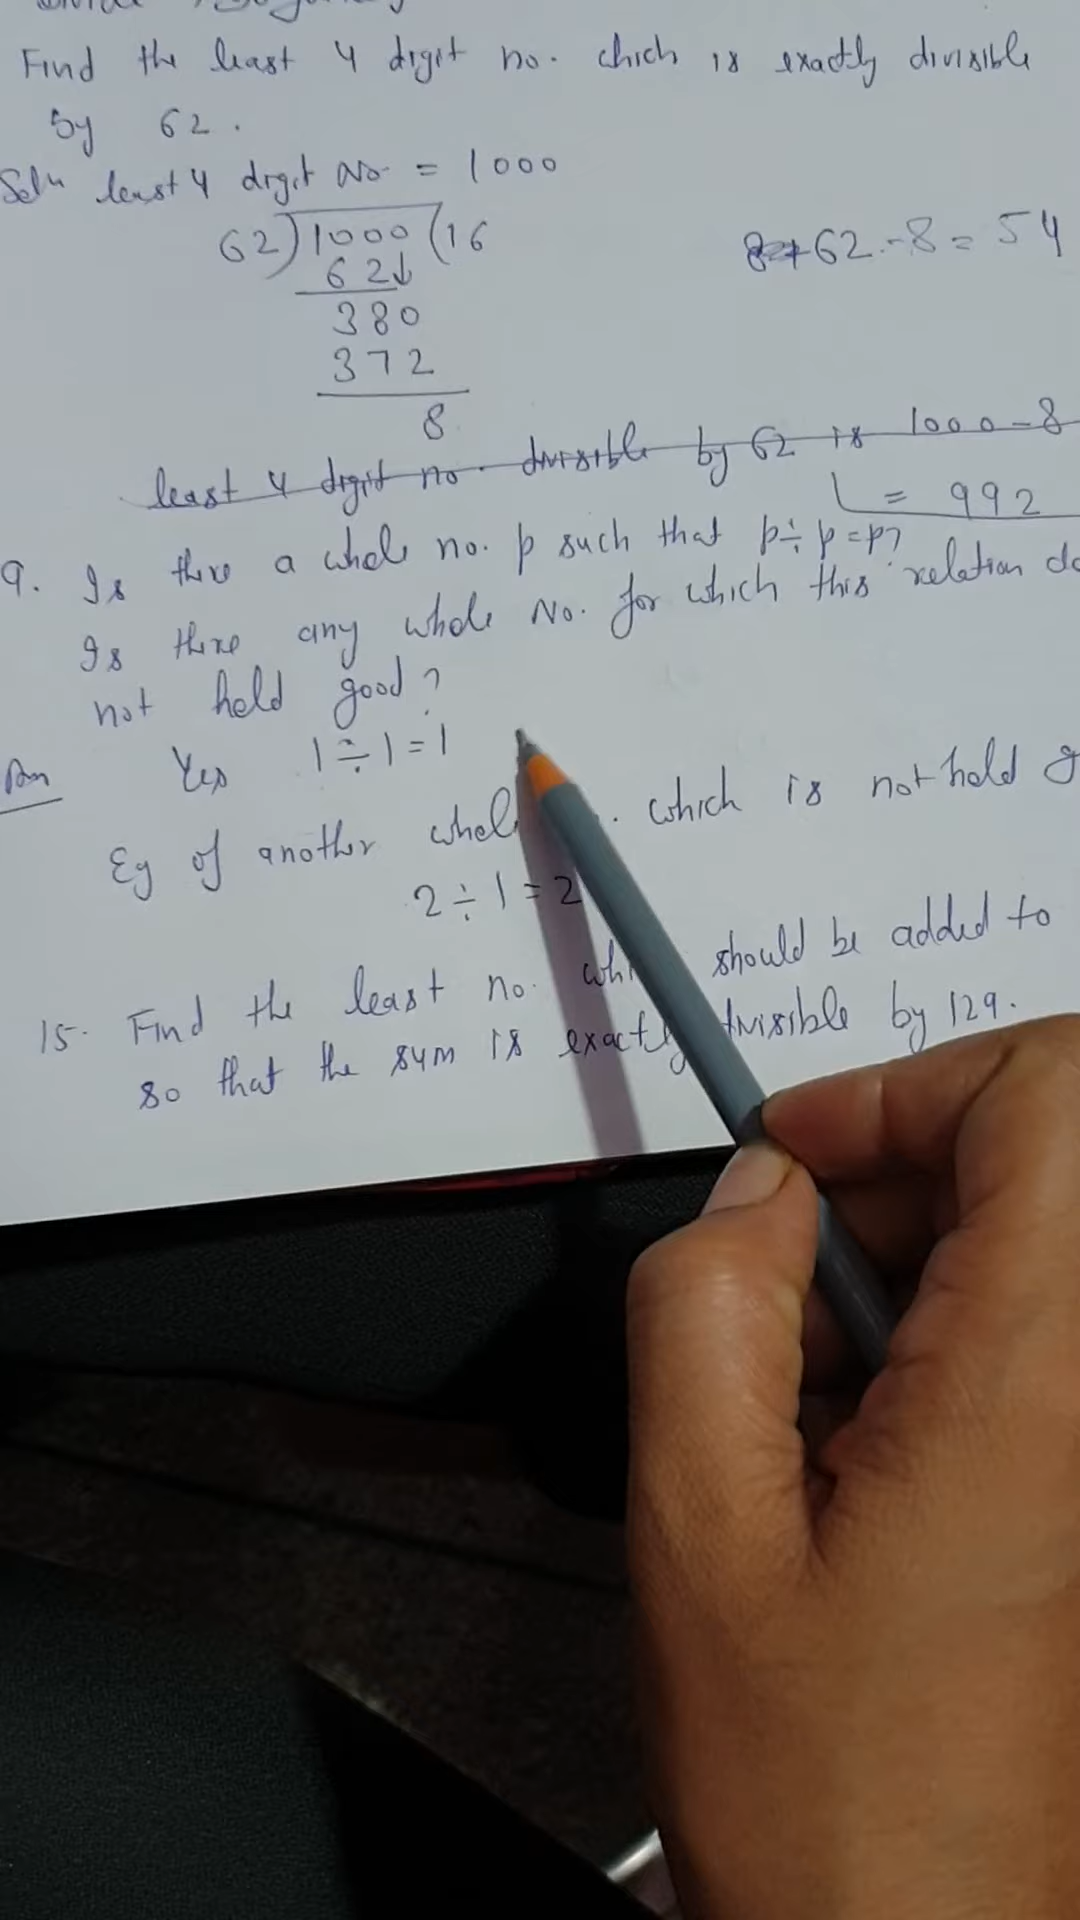 Find the least 4 digit no. which is exactly divisible
by 62.
Soln least 4 digit no = 1000
62)1000(16
62↓
380
372
8
62-8=54
least 4 digit no. divisible by 62 is 1000-8
= 992
9. Is there a whole no. p such that p÷p=p?
Is there any whole No. for which this relation do
not hold good?
Ans Yes 1÷1=1
Eg of another whol . which is not hold g
2÷1=2
15. Find the least no. whi should be added to
so that the sum is exactly divisible by 129.